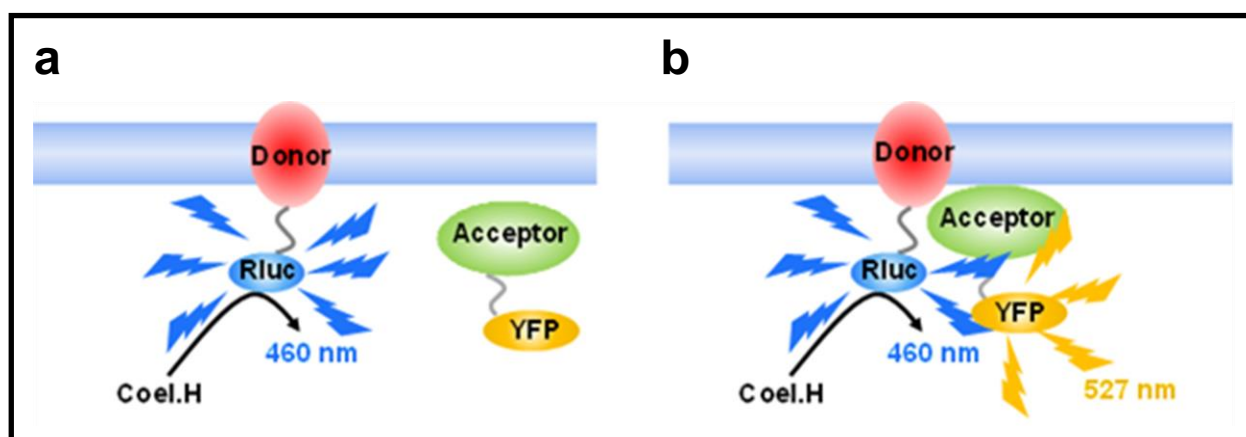 a
Donor
Acceptor
Rluc
YFP
460 nm
Coel.H
b
Donor
Acceptor
Rluc
YFP
460 nm
527 nm
Coel.H